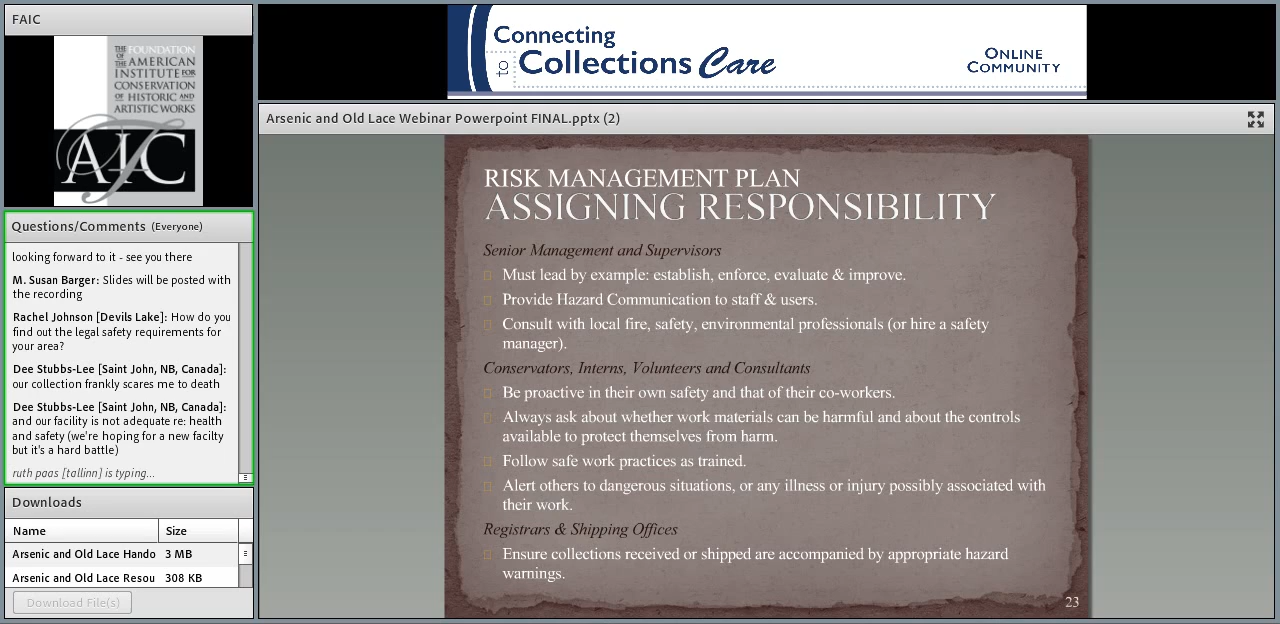 FAIC
THE FOUNDATION
OF THE AMERICAN
INSTITUTE FOR
CONSERVATION
OF HISTORIC AND
ARTISTIC WORKS
FAIC
Connecting
to Collections Care
ONLINE
COMMUNITY
Questions/Comments (Everyone)
looking forward to it - see you there
M. Susan Barger: Slides will be posted with
the recording
Rachel Johnson [Devils Lake]: How do you
find out the legal safety requirements for
your area?
Dee Stubbs-Lee [Saint John, NB, Canada]:
our collection frankly scares me to death
Dee Stubbs-Lee [Saint John, NB, Canada]:
and our facility is not adequate re: health
and safety (we're hoping for a new facilty
but it's a hard battle)
ruth paas [tallinn] is typing...
Downloads
Name Size
Arsenic and Old Lace Hando 3 MB
Arsenic and Old Lace Resou 308 KB
Download File(s)
Arsenic and Old Lace Webinar Powerpoint FINAL.pptx (2)
RISK MANAGEMENT PLAN
ASSIGNING RESPONSIBILITY
Senior Management and Supervisors
Must lead by example: establish, enforce, evaluate & improve.
Provide Hazard Communication to staff & users.
Consult with local fire, safety, environmental professionals (or hire a safety
manager).
Conservators, Interns, Volunteers and Consultants
Be proactive in their own safety and that of their co-workers.
Always ask about whether work materials can be harmful and about the controls
available to protect themselves from harm.
Follow safe work practices as trained.
Alert others to dangerous situations, or any illness or injury possibly associated with
their work.
Registrars & Shipping Offices
Ensure collections received or shipped are accompanied by appropriate hazard
warnings.
23